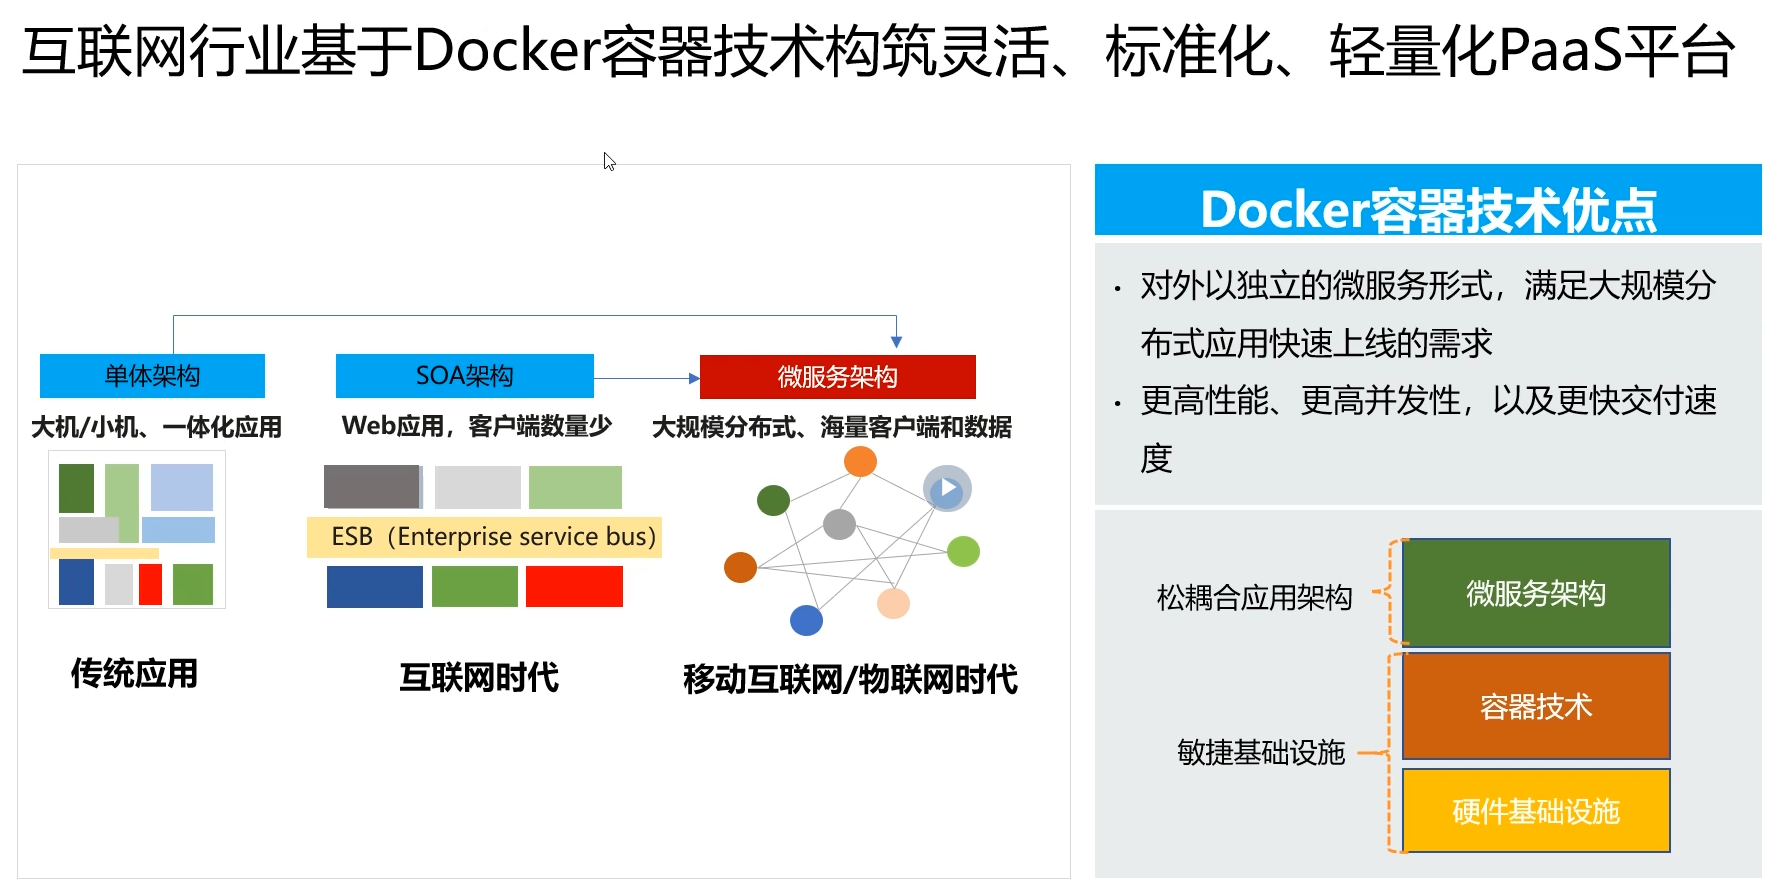 互联网行业基于Docker容器技术构筑灵活、标准化、轻量化PaaS平台
单体架构
SOA架构
微服务架构
大机/小机、一体化应用
Web应用，客户端数量少
大规模分布式、海量客户端和数据
ESB（Enterprise service bus）
传统应用
互联网时代
移动互联网/物联网时代
Docker容器技术优点
• 对外以独立的微服务形式，满足大规模分
布式应用快速上线的需求
• 更高性能、更高并发性，以及更快交付速
度
松耦合应用架构
微服务架构
容器技术
敏捷基础设施
硬件基础设施